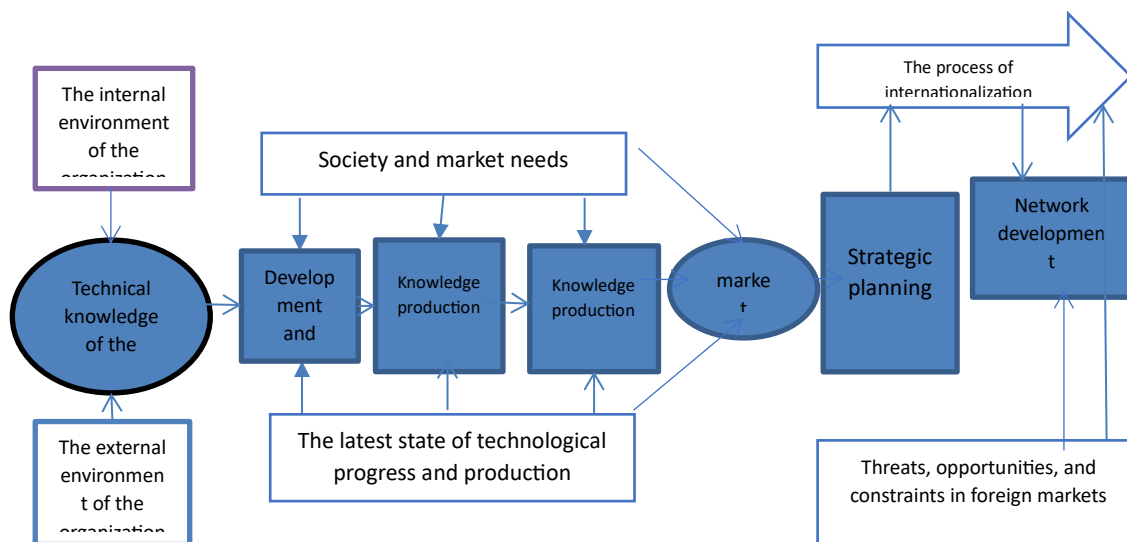 The process of
internationalization
The internal
environment
of the
organization
Society and market needs
Network
developmen
t
Strategic
planning
Technical
knowledge
of the
Develop
ment
and
Knowledge
production
Knowledge
production
marke
t
The external
environmen
t of the
organization
The latest state of technological
progress and production
Threats, opportunities, and
constraints in foreign markets